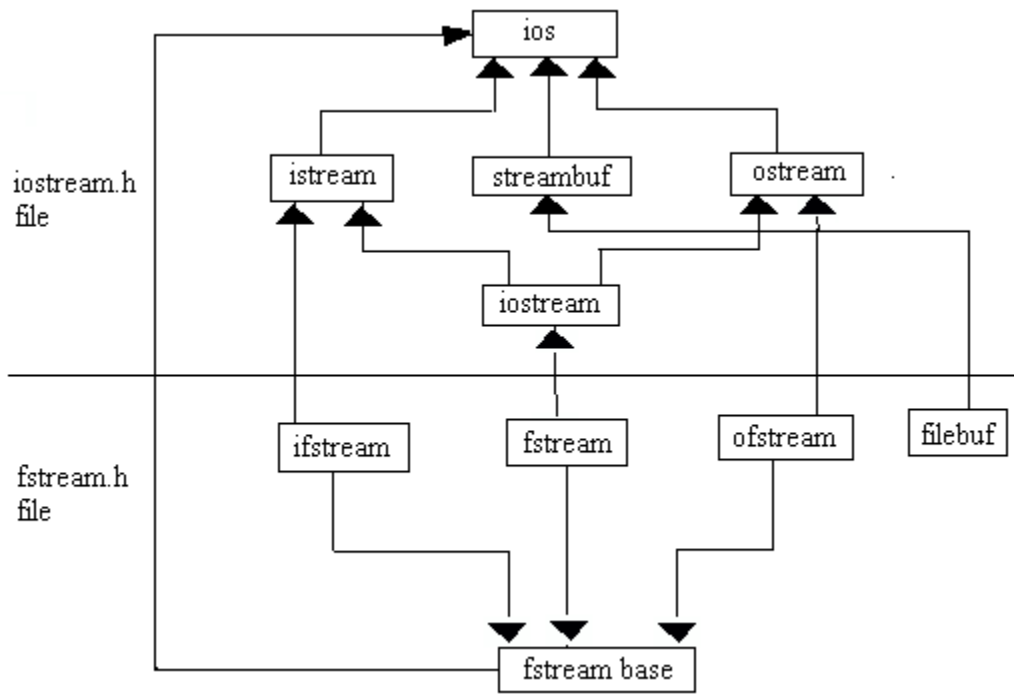 ios
istream
streambuf
ostream
iostream.h
file
iostream
ifstream
fstream
ofstream
filebuf
fstream.h
file
fstream base